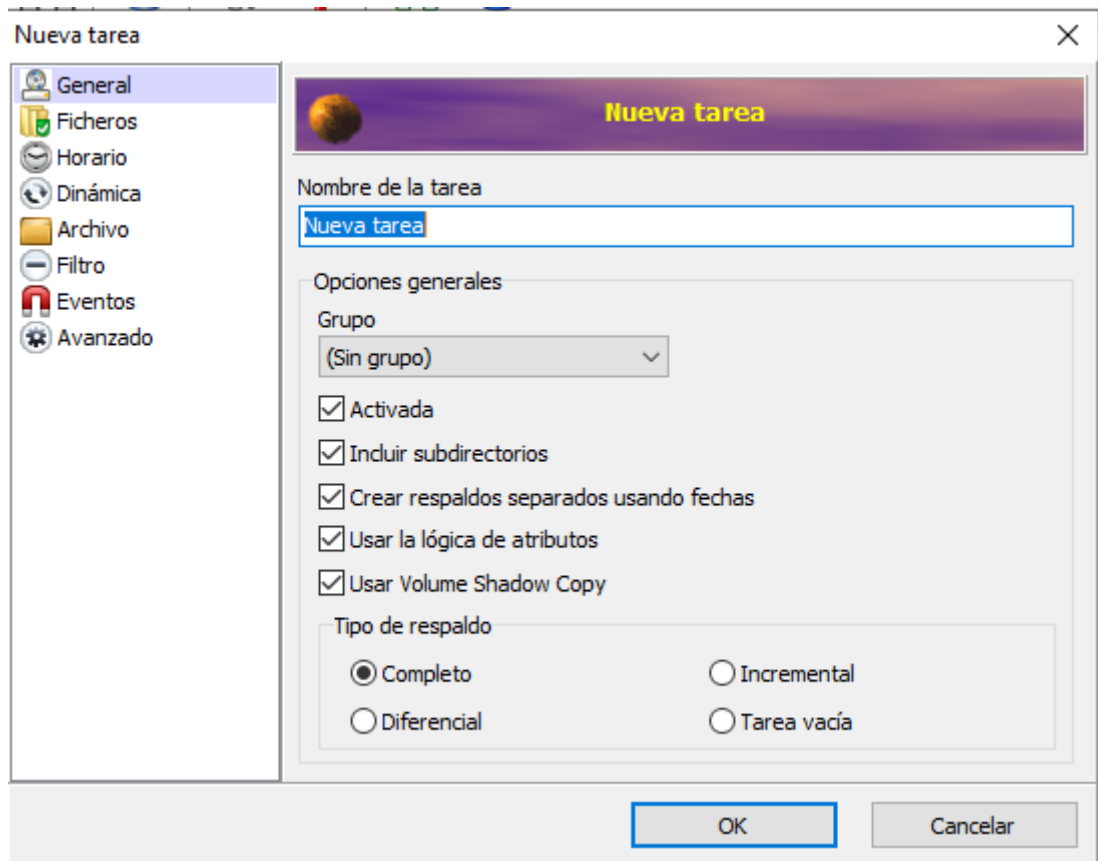 Nueva tarea
General
Ficheros
Horario
Dinámica
Archivo
Filtro
Eventos
Avanzado
Nueva tarea
Nombre de la tarea
Nueva tarea
Opciones generales
Grupo
(Sin grupo)
Activada
Incluir subdirectorios
Crear respaldos separados usando fechas
Usar la lógica de atributos
Usar Volume Shadow Copy
Tipo de respaldo
Completo Incremental
Diferencial Tarea vacía
OK Cancelar